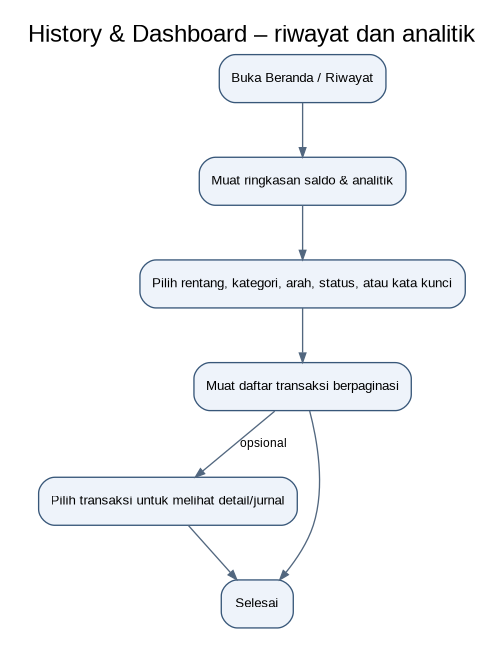 History & Dashboard – riwayat dan analitik
Buka Beranda / Riwayat
Muat ringkasan saldo & analitik
Pilih rentang, kategori, arah, status, atau kata kunci
Muat daftar transaksi berpaginasi
opsional
Pilih transaksi untuk melihat detail/jurnal
Selesai